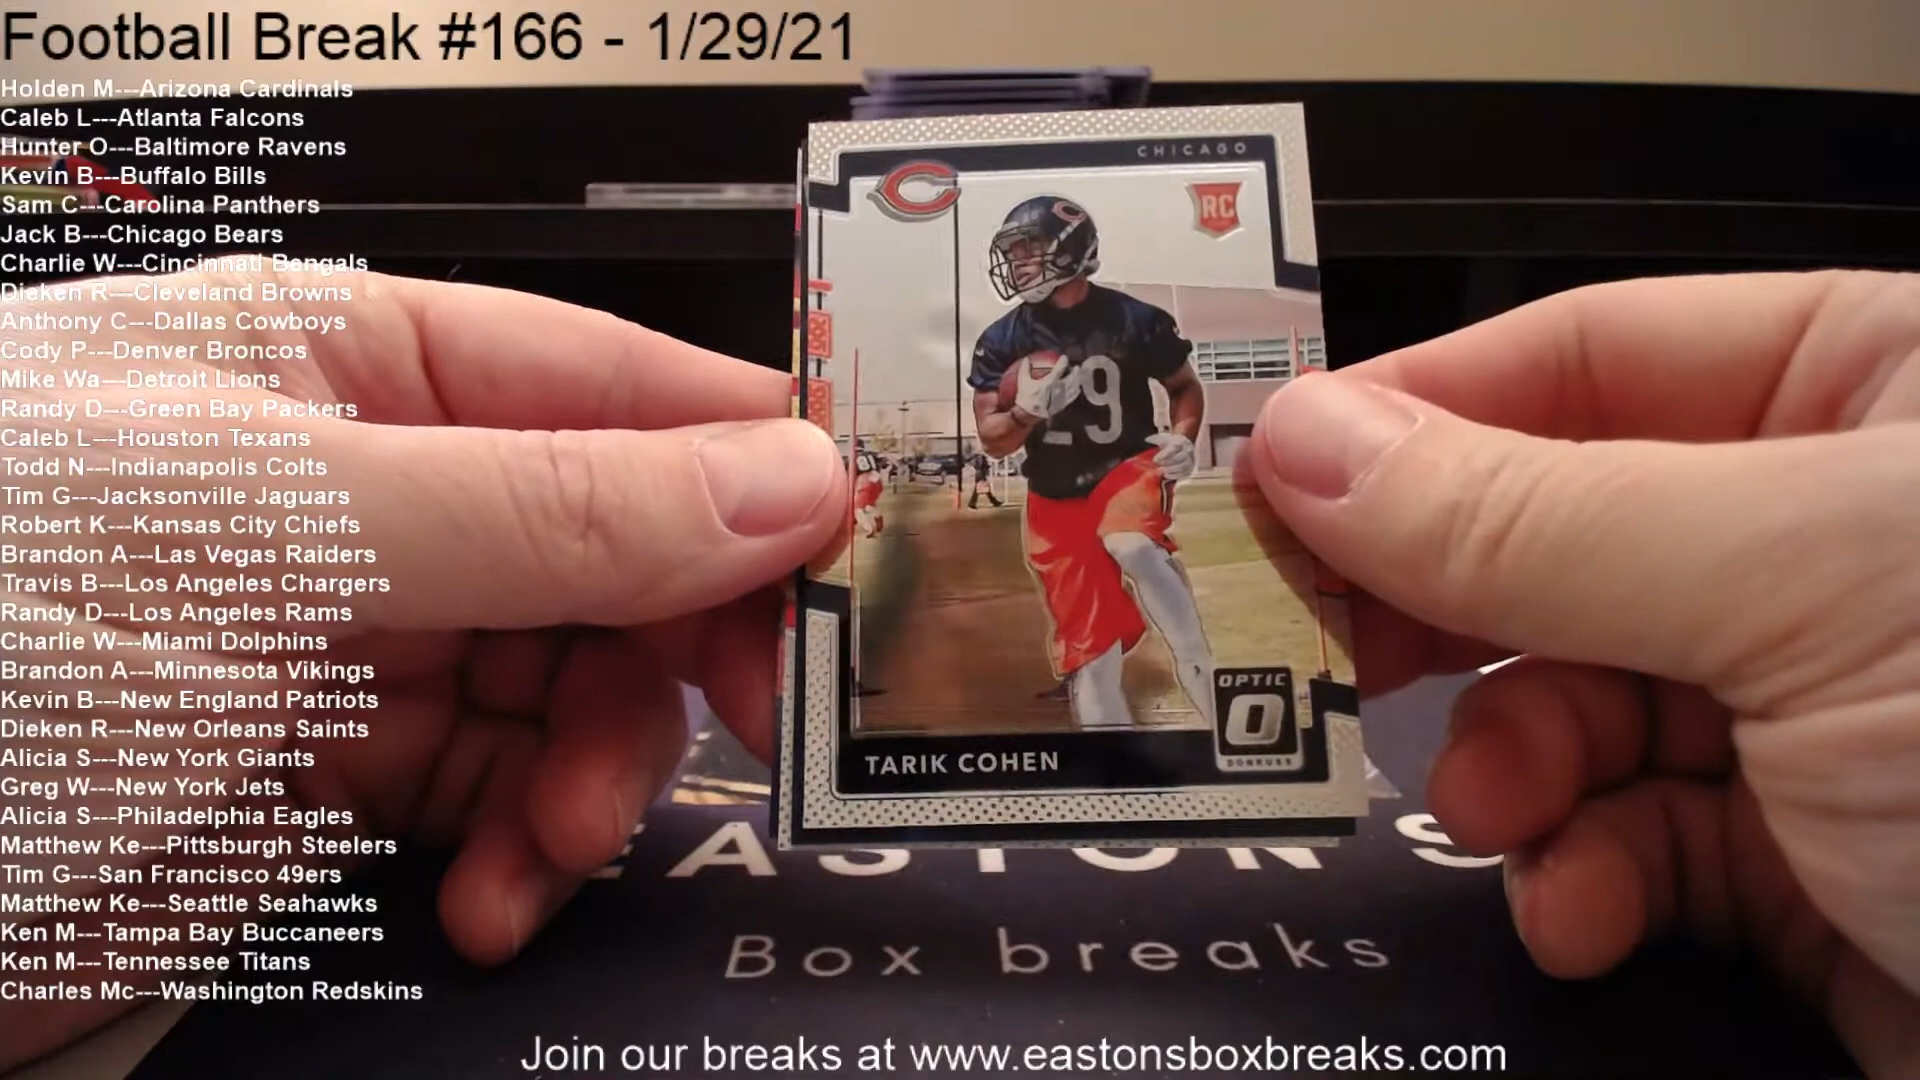 Football Break #166 - 1/29/21
Holden M---Arizona Cardinals
Caleb L---Atlanta Falcons
Hunter O---Baltimore Ravens
Kevin B---Buffalo Bills
Sam C---Carolina Panthers
Jack B---Chicago Bears
Charlie W---Cincinnati Bengals
Dieken R---Cleveland Browns
Anthony C---Dallas Cowboys
Cody P---Denver Broncos
Mike Wa---Detroit Lions
Randy D---Green Bay Packers
Caleb L---Houston Texans
Todd N---Indianapolis Colts
Tim G---Jacksonville Jaguars
Robert K---Kansas City Chiefs
Brandon A---Las Vegas Raiders
Travis B---Los Angeles Chargers
Randy D---Los Angeles Rams
Charlie W---Miami Dolphins
Brandon A---Minnesota Vikings
Kevin B---New England Patriots
Dieken R---New Orleans Saints
Alicia S---New York Giants
Greg W---New York Jets
Alicia S---Philadelphia Eagles
Matthew Ke---Pittsburgh Steelers
Tim G---San Francisco 49ers
Matthew Ke---Seattle Seahawks
Ken M---Tampa Bay Buccaneers
Ken M---Tennessee Titans
Charles Mc---Washington Redskins
CHICAGO
C
RC
29
81
OPTIC
O
DONRUSS
TARIK COHEN
EASTON'S
Box breaks
Join our breaks at www.eastonsboxbreaks.com